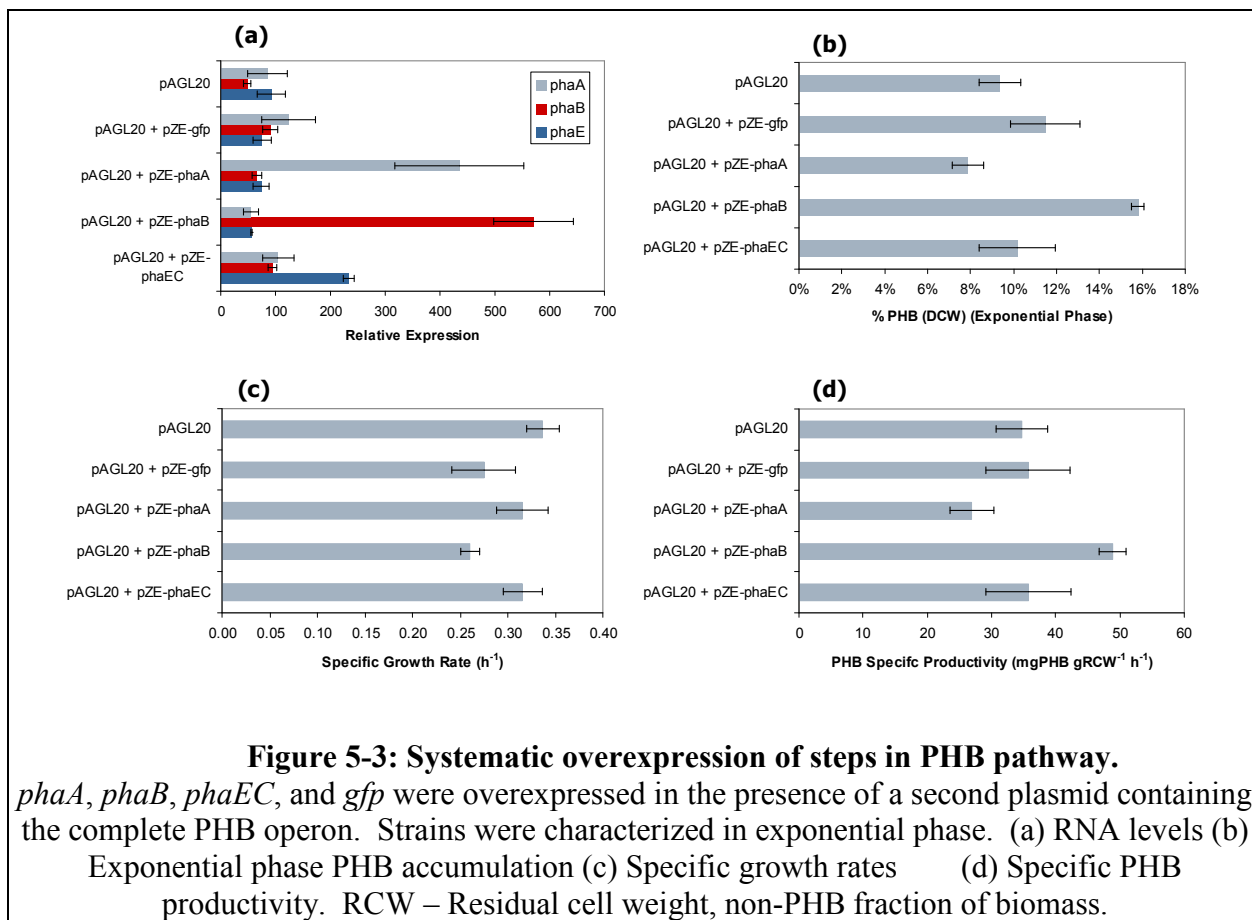 (a)
pAGL20
pAGL20 + pZE-gfp
pAGL20 + pZE-phaA
pAGL20 + pZE-phaB
pAGL20 + pZE-
phaEC
phaA
phaB
phaE
0 100 200 300 400 500 600 700
Relative Expression
(b)
pAGL20
pAGL20 + pZE-gfp
pAGL20 + pZE-phaA
pAGL20 + pZE-phaB
pAGL20 + pZE-phaEC
0% 2% 4% 6% 8% 10% 12% 14% 16% 18%
% PHB (DCW) (Exponential Phase)
(c)
pAGL20
pAGL20 + pZE-gfp
pAGL20 + pZE-phaA
pAGL20 + pZE-phaB
pAGL20 + pZE-phaEC
0.00 0.05 0.10 0.15 0.20 0.25 0.30 0.35 0.40
Specific Growth Rate (h⁻¹)
(d)
pAGL20
pAGL20 + pZE-gfp
pAGL20 + pZE-phaA
pAGL20 + pZE-phaB
pAGL20 + pZE-phaEC
0 10 20 30 40 50 60
PHB Specifc Productivity (mgPHB gRCW⁻¹ h⁻¹)
Figure 5-3: Systematic overexpression of steps in PHB pathway.
phaA, phaB, phaEC, and gfp were overexpressed in the presence of a second plasmid containing
the complete PHB operon. Strains were characterized in exponential phase. (a) RNA levels (b)
Exponential phase PHB accumulation (c) Specific growth rates (d) Specific PHB
productivity. RCW – Residual cell weight, non-PHB fraction of biomass.